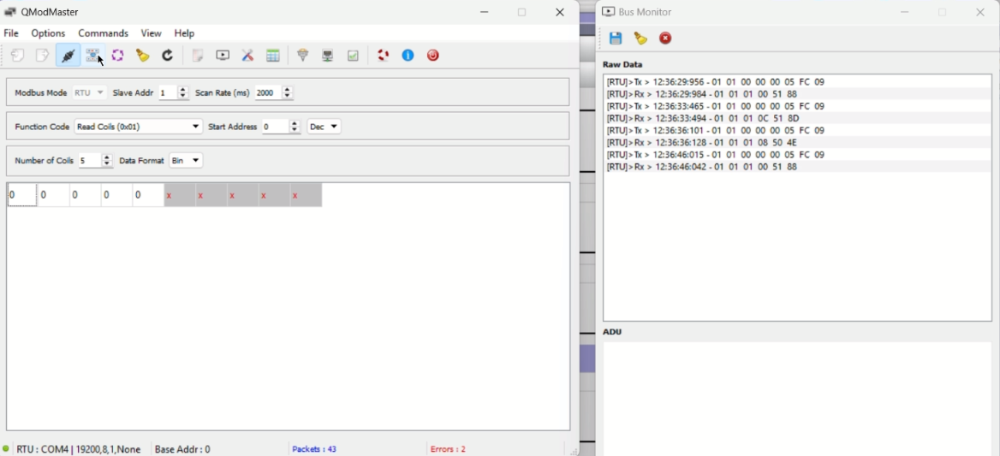 QModMaster
File Options Commands View Help
Modbus Mode RTU Slave Addr 1 Scan Rate (ms) 2000
Function Code Read Coils (0x01) Start Address 0 Dec
Number of Coils 5 Data Format Bin
0 0 0 0 0 x x x x x
RTU : COM4 | 19200,8,1,None Base Addr : 0 Packets : 43 Errors : 2
Bus Monitor
Raw Data
[RTU]>Tx > 12:36:29:956 - 01 01 00 00 00 05 FC 09
[RTU]>Rx > 12:36:29:984 - 01 01 01 00 51 88
[RTU]>Tx > 12:36:33:465 - 01 01 00 00 00 05 FC 09
[RTU]>Rx > 12:36:33:494 - 01 01 01 0C 51 8D
[RTU]>Tx > 12:36:36:101 - 01 01 00 00 00 05 FC 09
[RTU]>Rx > 12:36:36:128 - 01 01 01 08 50 4E
[RTU]>Tx > 12:36:46:015 - 01 01 00 00 00 05 FC 09
[RTU]>Rx > 12:36:46:042 - 01 01 01 00 51 88
ADU